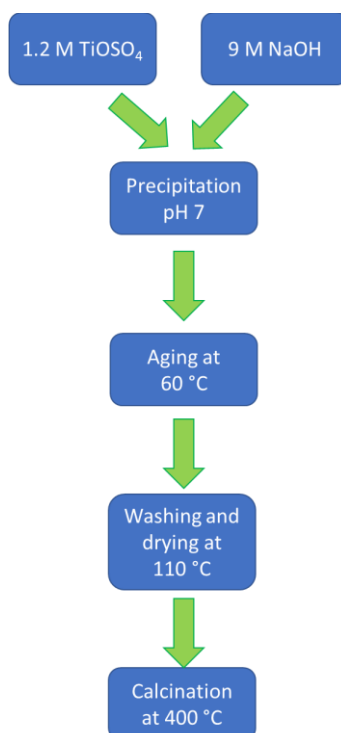 1.2 M TiOSO₄
9 M NaOH
Precipitation
pH 7
Aging at
60 °C
Washing and
drying at
110 °C
Calcination
at 400 °C